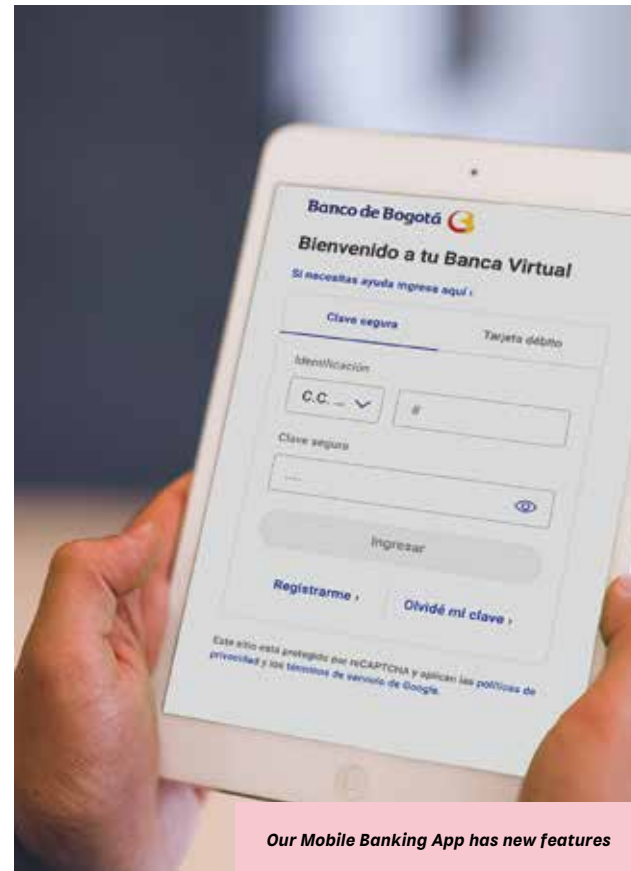 Banco de Bogotá
Bienvenido a tu Banca Virtual
Si necesitas ayuda ingresa aquí ›
Clave segura
Tarjeta débito
Identificación
C.C. ...
#
Clave segura
....
Ingresar
Registrarme ›
Olvidé mi clave ›
Este sitio está protegido por reCAPTCHA y aplican las políticas de
privacidad y los términos de servicio de Google.
Our Mobile Banking App has new features